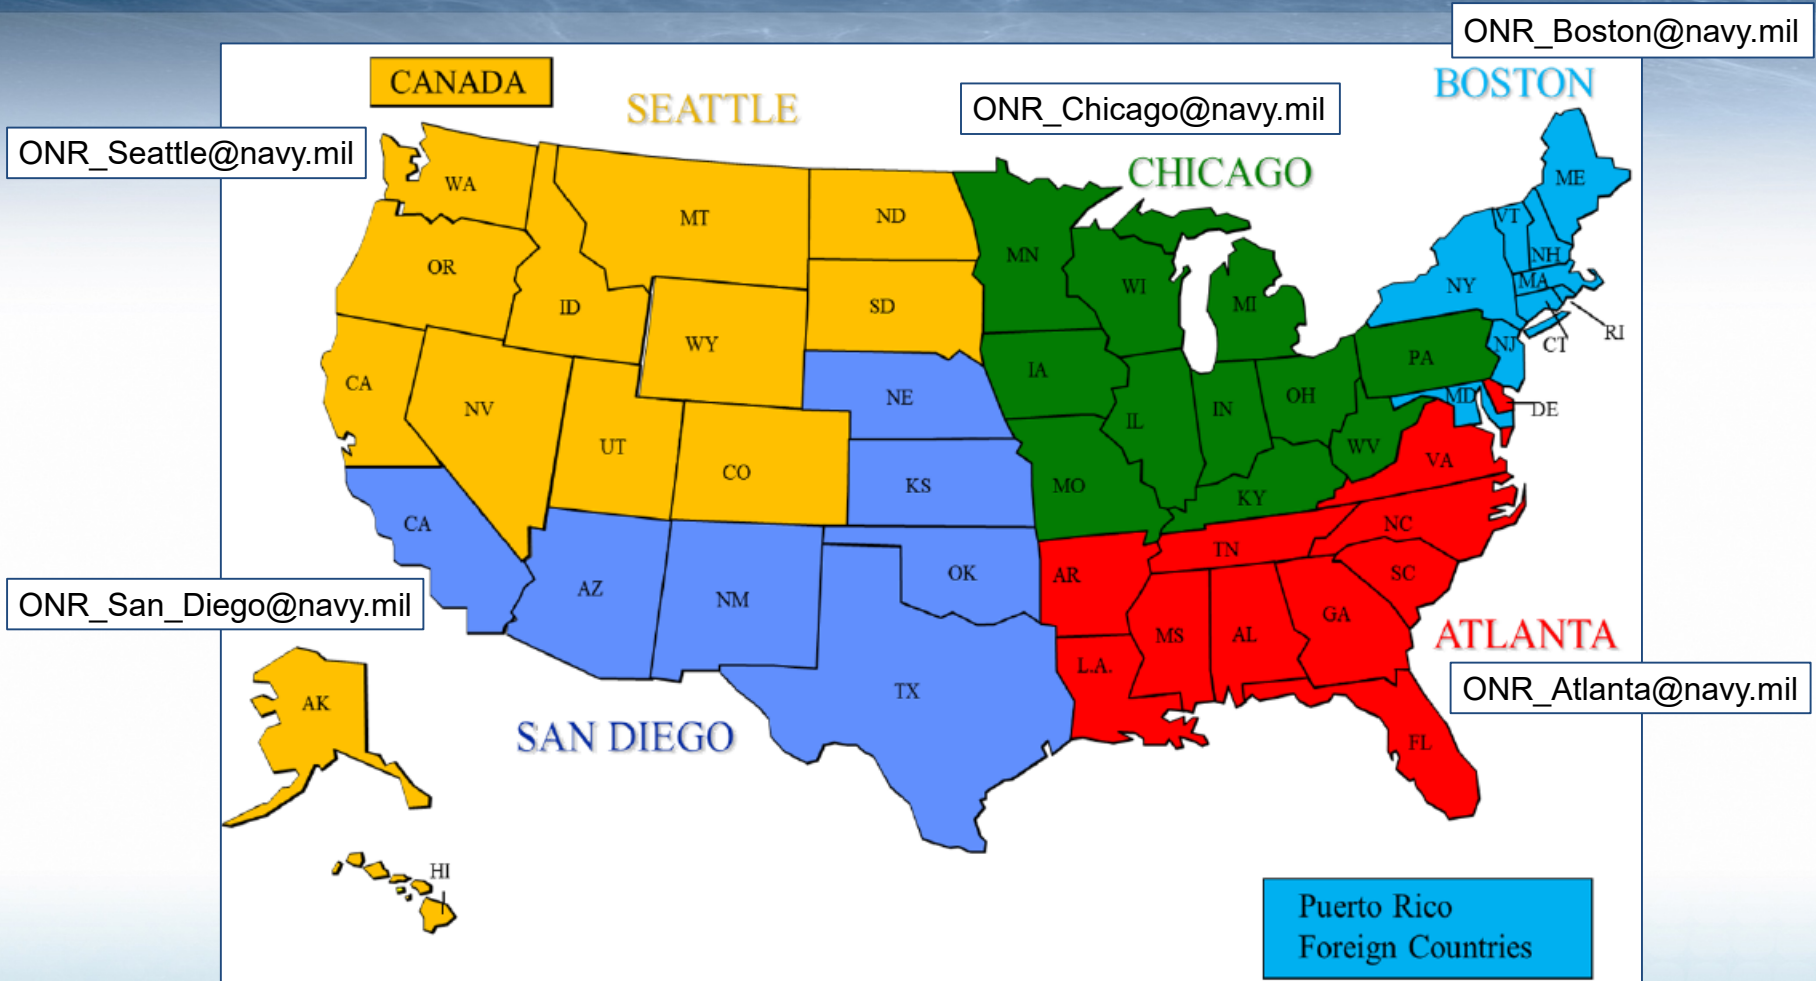 ONR_Boston@navy.mil
CANADA
SEATTLE
BOSTON
ONR_Chicago@navy.mil
ONR_Seattle@navy.mil
CHICAGO
WA
MT
ND
MN
ME
VT
NH
OR
ID
WY
SD
WI
MI
NY
MA
RI
CT
NJ
CA
NV
UT
CO
NE
IA
IL
IN
OH
PA
MD
DE
KS
MO
KY
WV
VA
CA
AZ
NM
OK
AR
TN
NC
SC
ONR_San_Diego@navy.mil
MS
AL
GA
ATLANTA
L.A.
ONR_Atlanta@navy.mil
AK
TX
SAN DIEGO
FL
HI
Puerto Rico
Foreign Countries